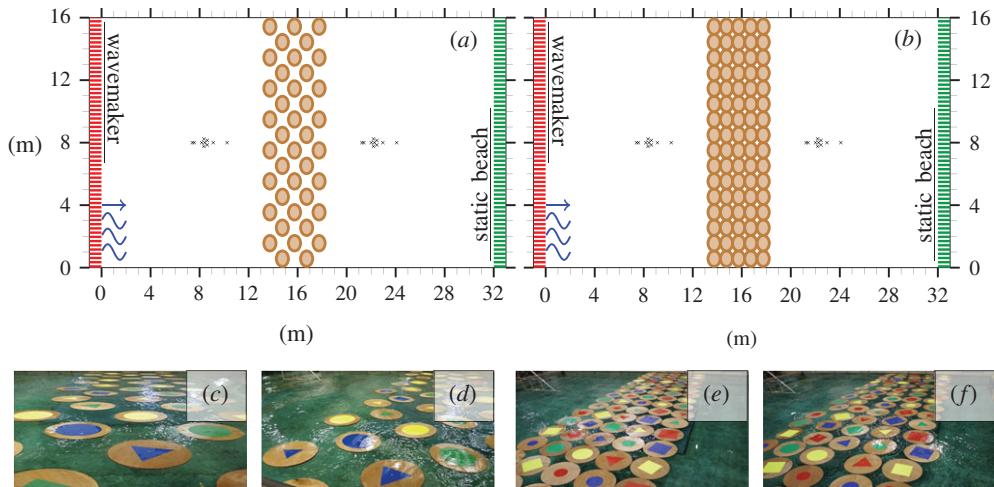 (a)
(b)
wavemaker
static beach
wavemaker
static beach
16
12
8
4
0
(m)
0 4 8 12 16 20 24 28 32
(m)
0 4 8 12 16 20 24 28 32
(m)
16
12
8
4
0
(c)
(d)
(e)
(f)